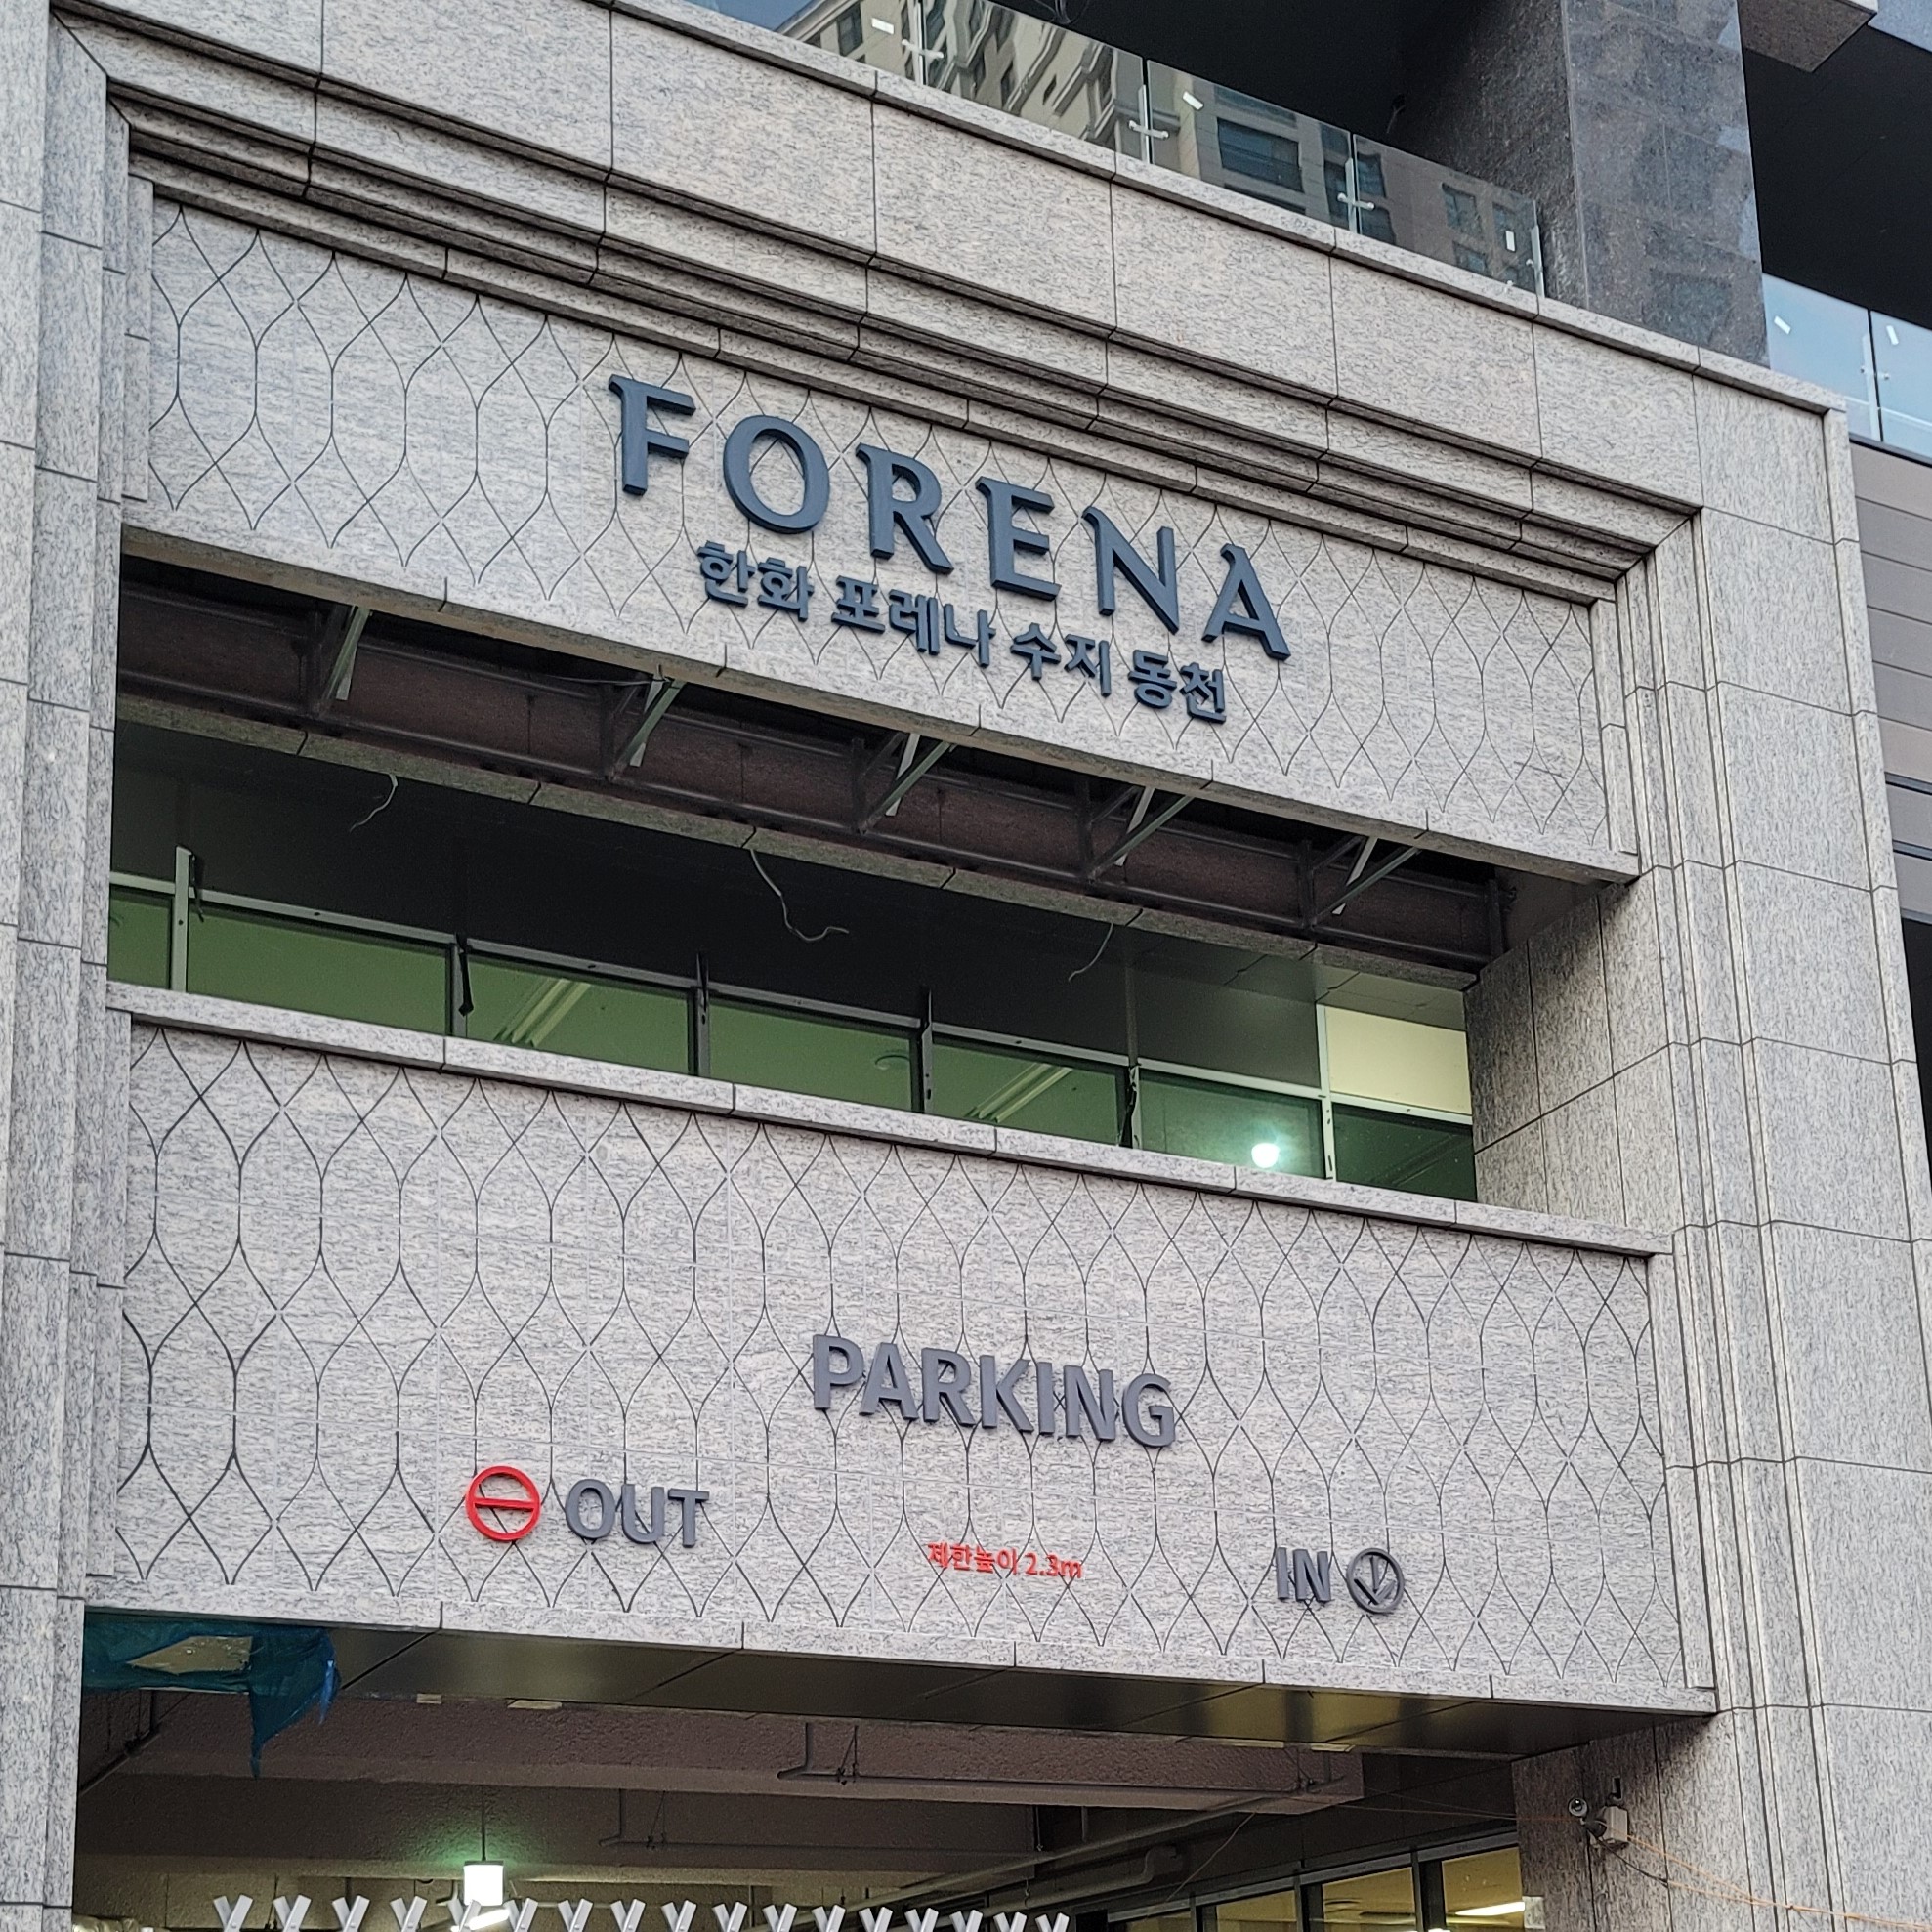 FORENA
한화 포레나 수지 동천
PARKING
OUT
제한높이 2.3m
IN